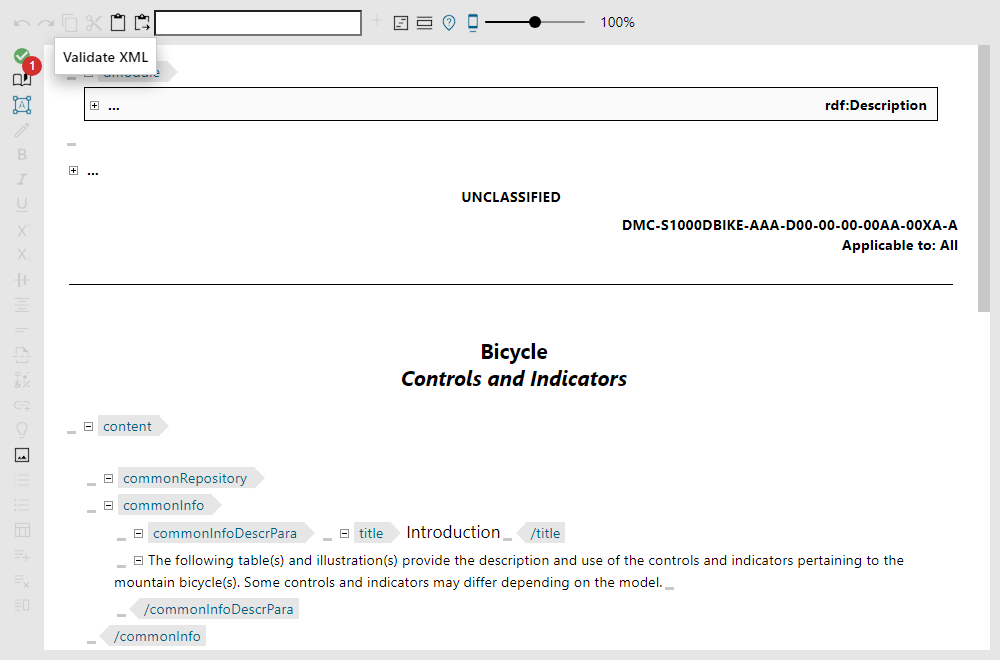 100%
Validate XML
1
dmodule
... rdf:Description
...
UNCLASSIFIED
DMC-S1000DBIKE-AAA-D00-00-00-00AA-00XA-A
Applicable to: All
Bicycle
Controls and Indicators
content
commonRepository
commonInfo
commonInfoDescrPara title Introduction /title
The following table(s) and illustration(s) provide the description and use of the controls and indicators pertaining to the
mountain bicycle(s). Some controls and indicators may differ depending on the model.
/commonInfoDescrPara
/commonInfo